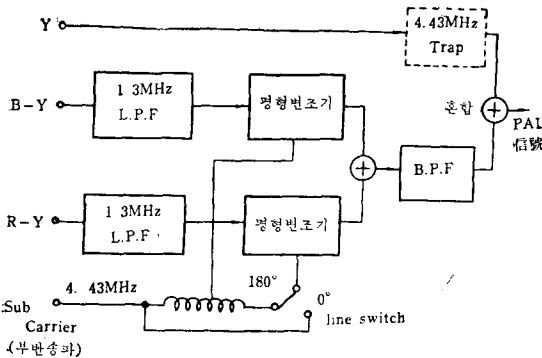 Y
4.43MHz
Trap
B-Y
1 3MHz
L.P.F
평형변조기
혼합
PAL
信號
B.P.F
R-Y
1 3MHz
L.P.F
평형변조기
4. 43MHz
180°
0°
line switch
Sub
Carrier
(부반송파)